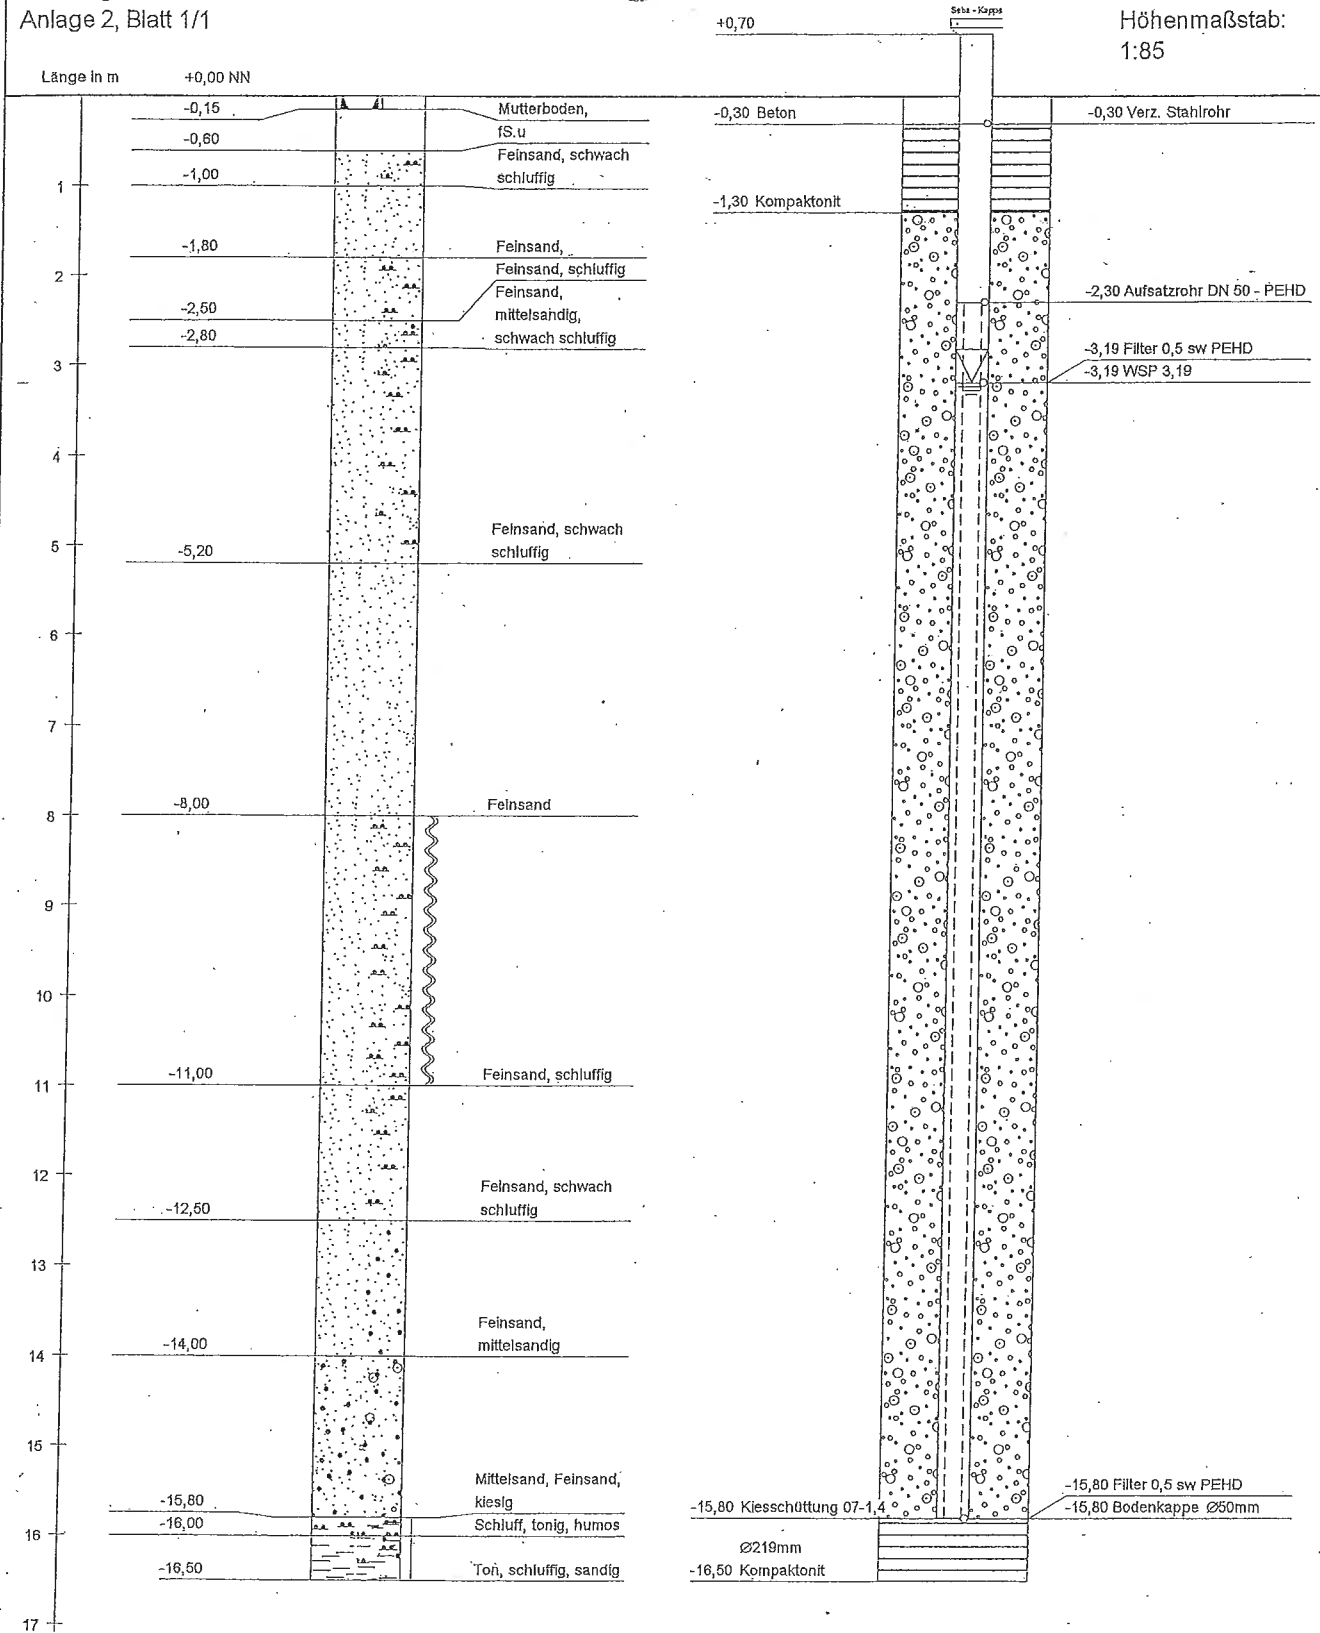 Anlage 2, Blatt 1/1
+0,70
Seba - Kappe
Höhenmaßstab:
1:85
Länge in m
+0,00 NN
-0,15
Mutterboden,
-0,60
fS.u
-1,00
Feinsand, schwach
schluffig
-1,80
Feinsand,
Feinsand, schluffig
-2,50
Feinsand,
mittelsandig,
schwach schluffig
-2,80
-5,20
Feinsand, schwach
schluffig
-8,00
Feinsand
-11,00
Feinsand, schluffig
-12,50
Feinsand, schwach
schluffig
-14,00
Feinsand,
mittelsandig
-15,80
Mittelsand, Feinsand,
kiesig
-16,00
Schluff, tonig, humos
-16,50
Ton, schluffig, sandig
1
2
3
4
5
6
7
8
9
10
11
12
13
14
15
16
17
-0,30 Beton
-0,30 Verz. Stahlrohr
-1,30 Kompaktonit
-2,30 Aufsatzrohr DN 50 - PEHD
-3,19 Filter 0,5 sw PEHD
-3,19 WSP 3,19
-15,80 Kiesschüttung 07-1,4
-15,80 Filter 0,5 sw PEHD
-15,80 Bodenkappe Ø50mm
Ø219mm
-16,50 Kompaktonit